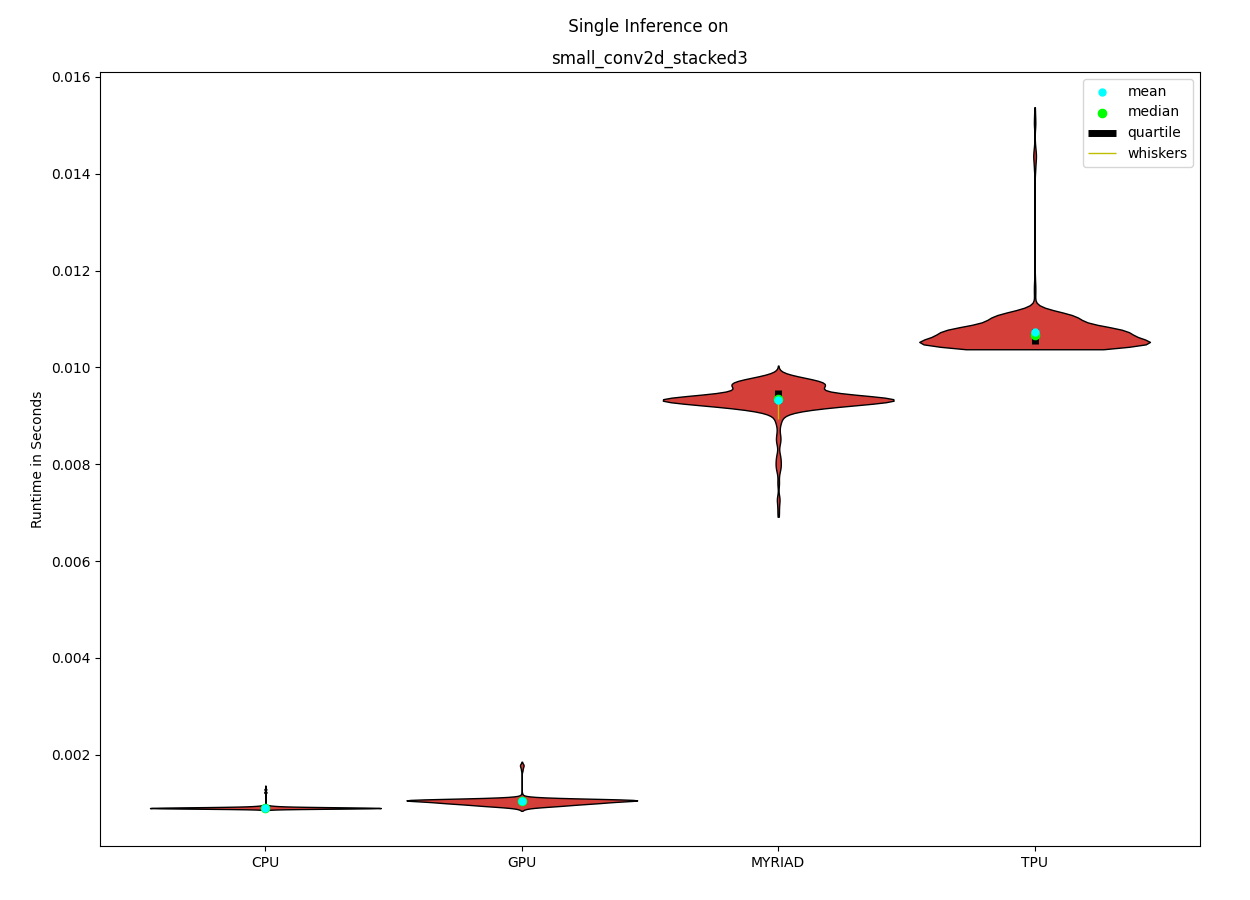 Single Inference on
small_conv2d_stacked3
mean
median
quartile
whiskers
Runtime in Seconds
0.016
0.014
0.012
0.010
0.008
0.006
0.004
0.002
CPU
GPU
MYRIAD
TPU